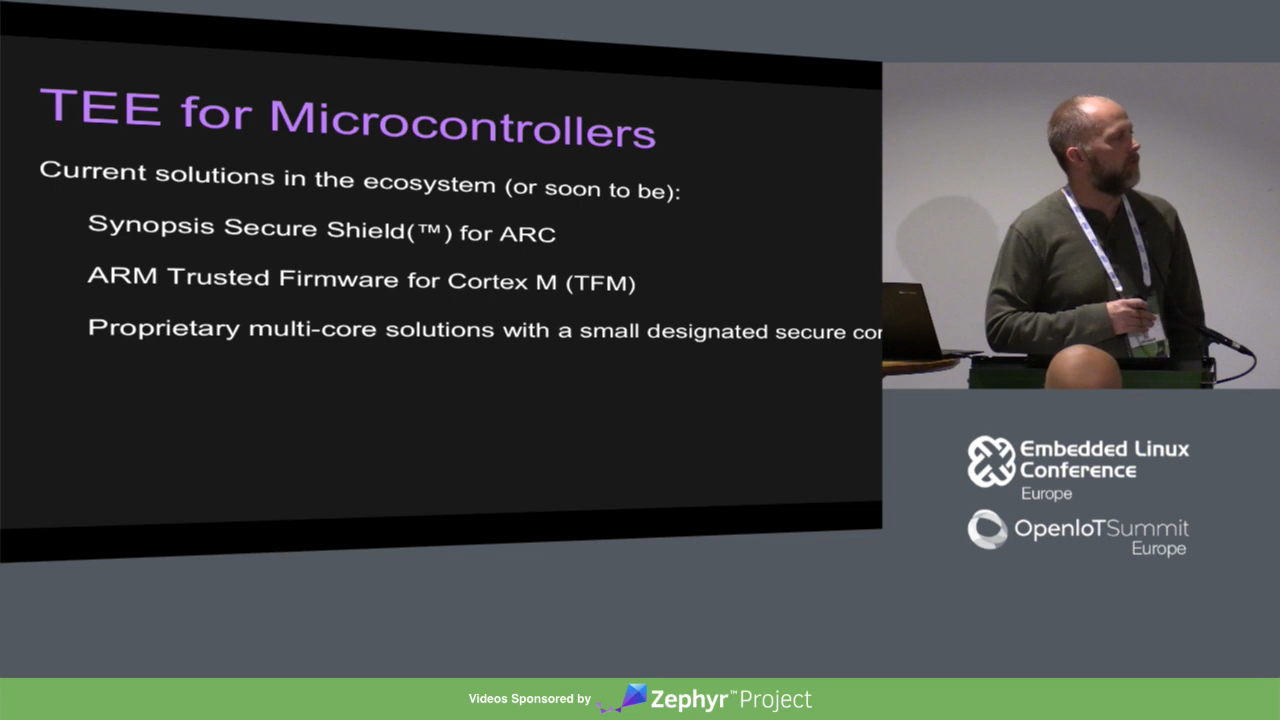 TEE for Microcontrollers
Current solutions in the ecosystem (or soon to be):
Synopsis Secure Shield(™) for ARC
ARM Trusted Firmware for Cortex M (TFM)
Proprietary multi-core solutions with a small designated secure cor
Embedded Linux
Conference
Europe
OpenIoTSummit
Europe
Videos Sponsored by Zephyr™Project